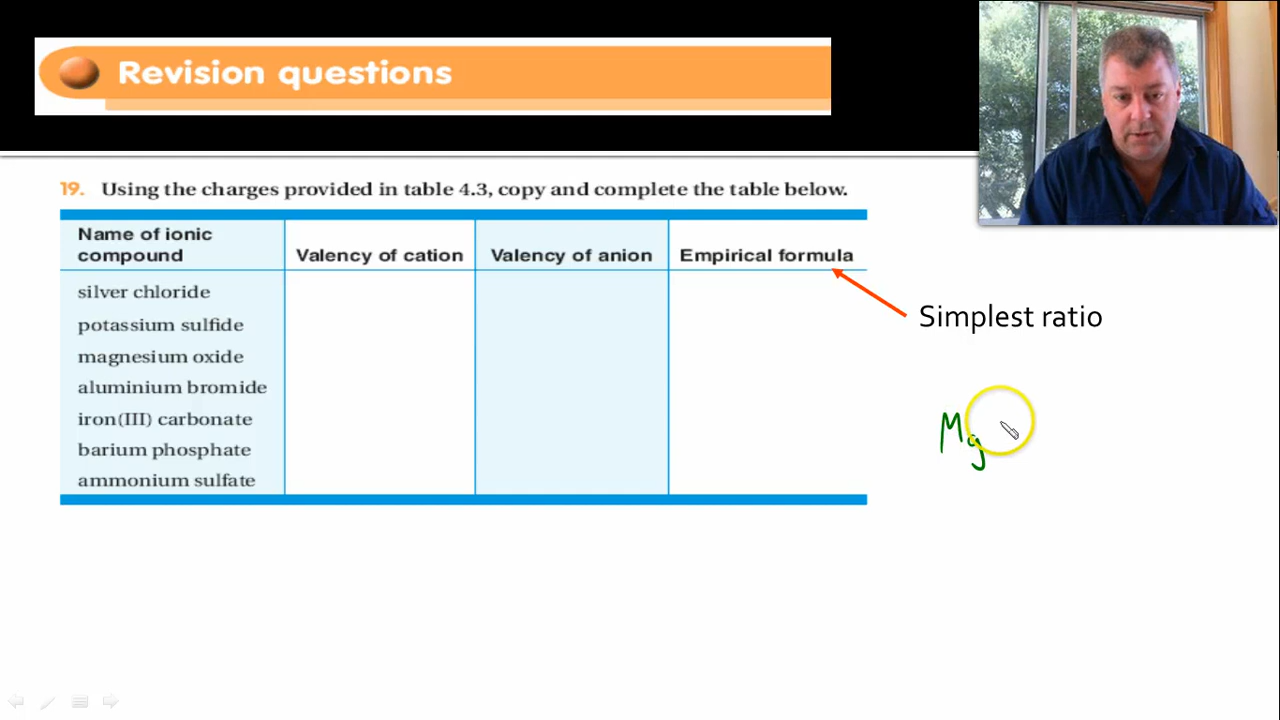 Revision questions
19. Using the charges provided in table 4.3, copy and complete the table below.
Name of ionic
compound
Valency of cation
Valency of anion
Empirical formula
silver chloride
potassium sulfide
magnesium oxide
aluminium bromide
iron(III) carbonate
barium phosphate
ammonium sulfate
Simplest ratio
Mg